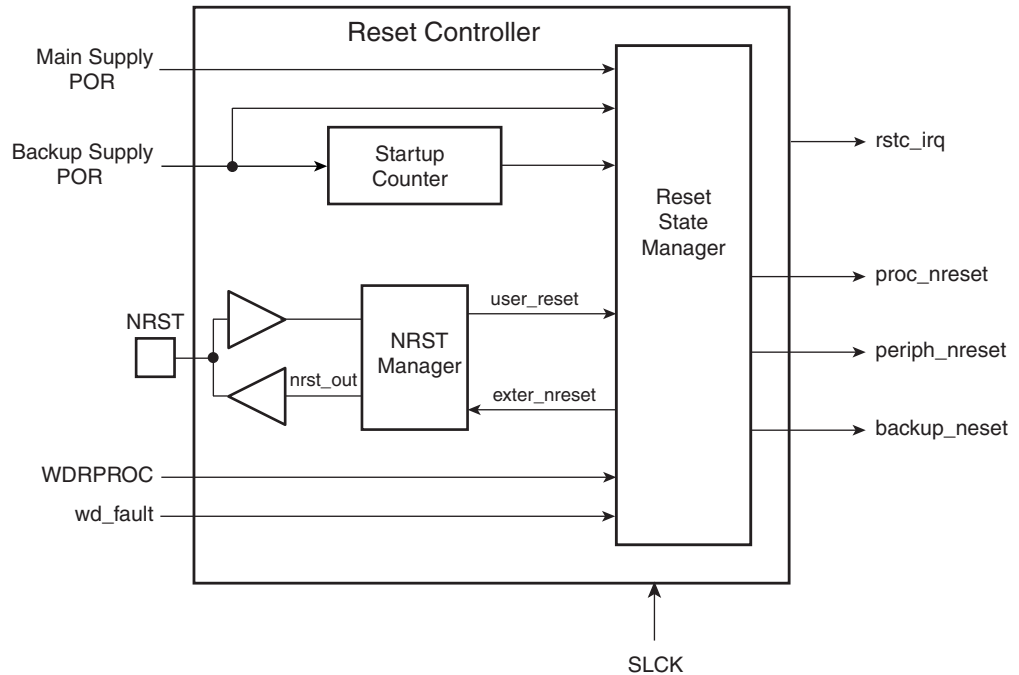 Reset Controller
Main Supply
POR
Backup Supply
POR
Startup
Counter
Reset
State
Manager
rstc_irq
proc_nreset
periph_nreset
backup_neset
NRST
NRST
Manager
user_reset
nrst_out
exter_nreset
WDRPROC
wd_fault
SLCK